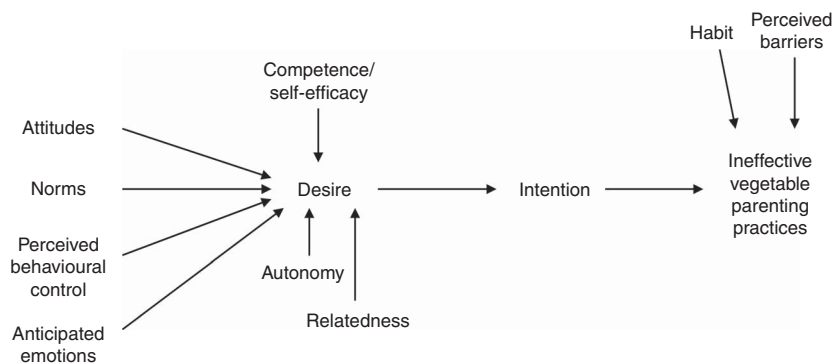 Habit
Perceived
barriers
Competence/
self-efficacy
Attitudes
Norms
Desire
Intention
Ineffective
vegetable
parenting
practices
Perceived
behavioural
control
Autonomy
Relatedness
Anticipated
emotions